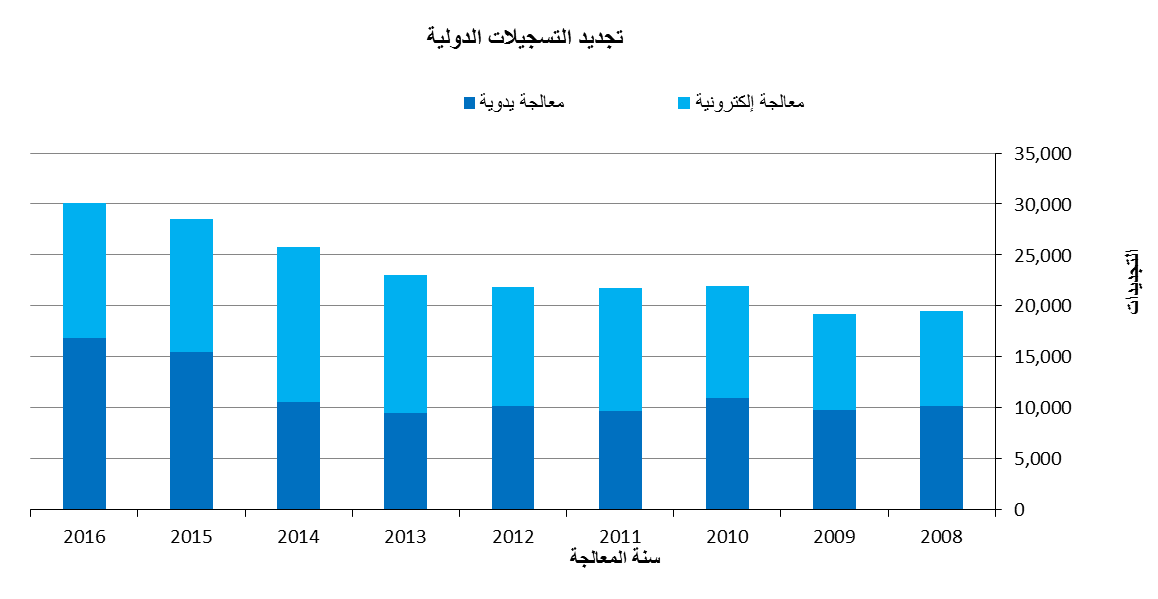 تجديد التسجيلات الدولية
معالجة إلكترونية
معالجة يدوية
35,000
30,000
25,000
20,000
15,000
10,000
5,000
0
التجديدات
2016 2015 2014 2013 2012 2011 2010 2009 2008
سنة المعالجة